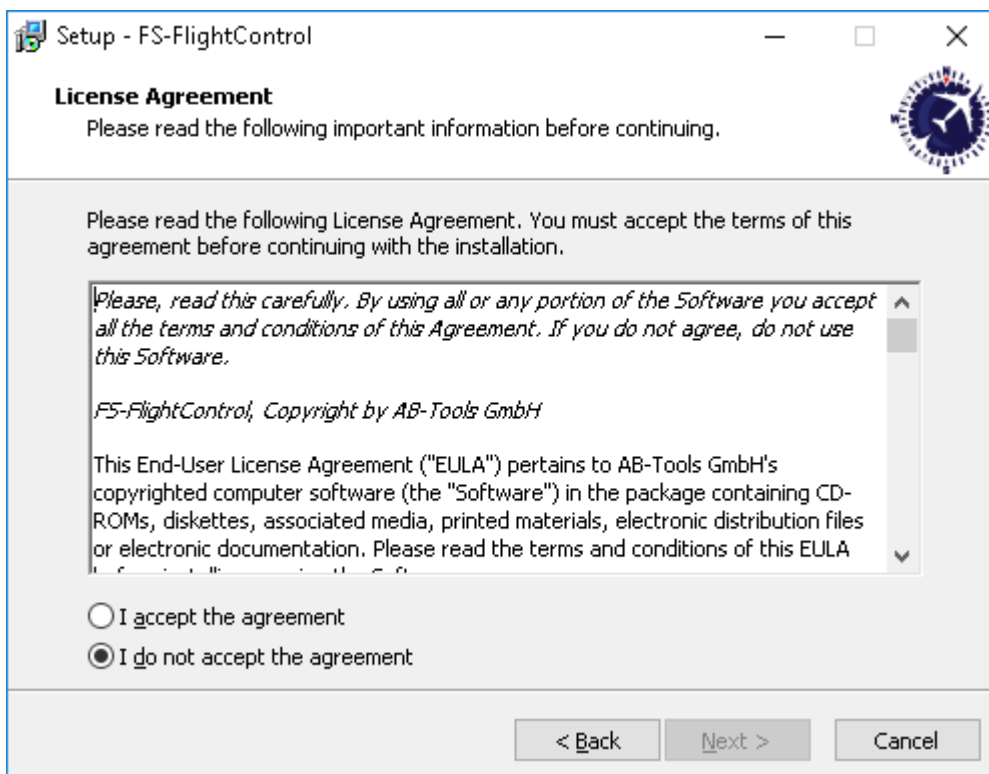 Setup - FS-FlightControl
License Agreement
Please read the following important information before continuing.
Please read the following License Agreement. You must accept the terms of this
agreement before continuing with the installation.
Please, read this carefully. By using all or any portion of the Software you accept
all the terms and conditions of this Agreement. If you do not agree, do not use
this Software.
FS-FlightControl, Copyright by AB-Tools GmbH
This End-User License Agreement ("EULA") pertains to AB-Tools GmbH's
copyrighted computer software (the "Software") in the package containing CD-
ROMs, diskettes, associated media, printed materials, electronic distribution files
or electronic documentation. Please read the terms and conditions of this EULA
I accept the agreement
I do not accept the agreement
< Back
Next >
Cancel